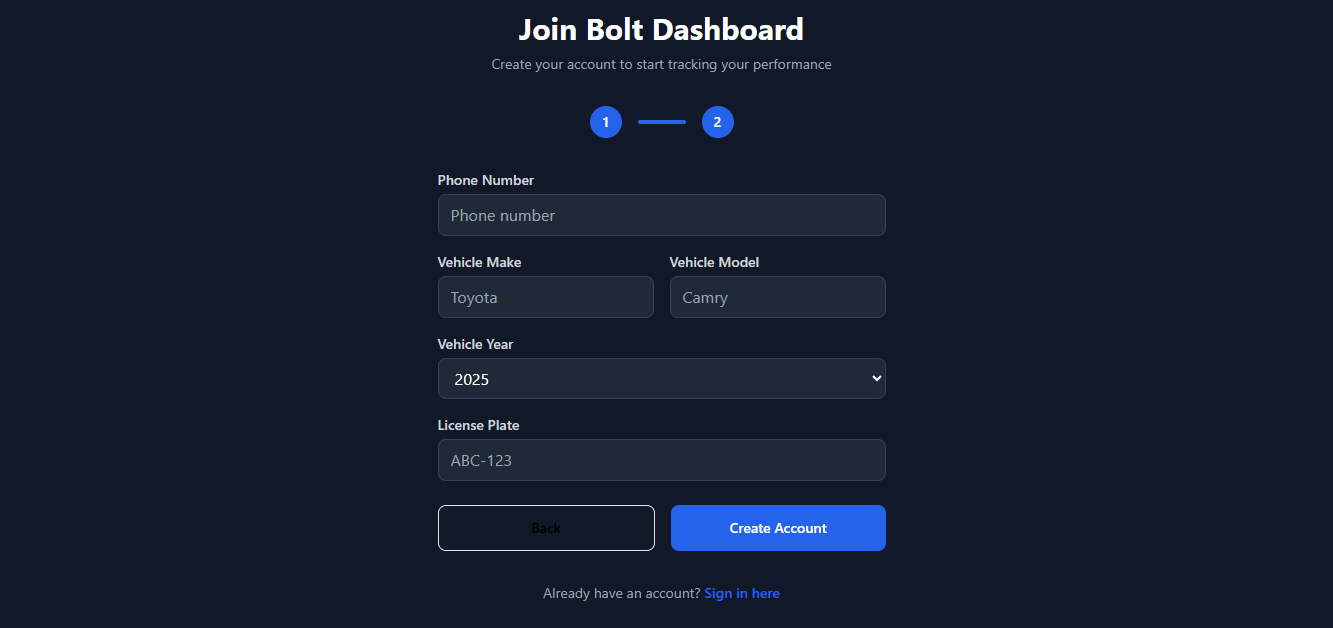 Join Bolt Dashboard
Create your account to start tracking your performance
1 2
Phone Number
Phone number
Vehicle Make Vehicle Model
Toyota Camry
Vehicle Year
2025
License Plate
ABC-123
Back Create Account
Already have an account? Sign in here